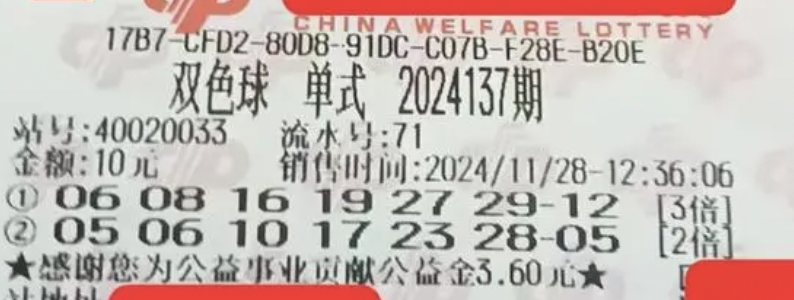 CHINA WELFARE LOTTERY
17B7-CFD2-80D8-91DC-C07B-F28E-B20E
双色球 单式 2024137期
站号:40020033 流水号:71
金额:10元 销售时间:2024/11/28-12:36:06
① 06 08 16 19 27 29-12 [3倍]
② 05 06 10 17 23 28-05 [2倍]
★感谢您为公益事业贡献公益金3.60元★
站地址